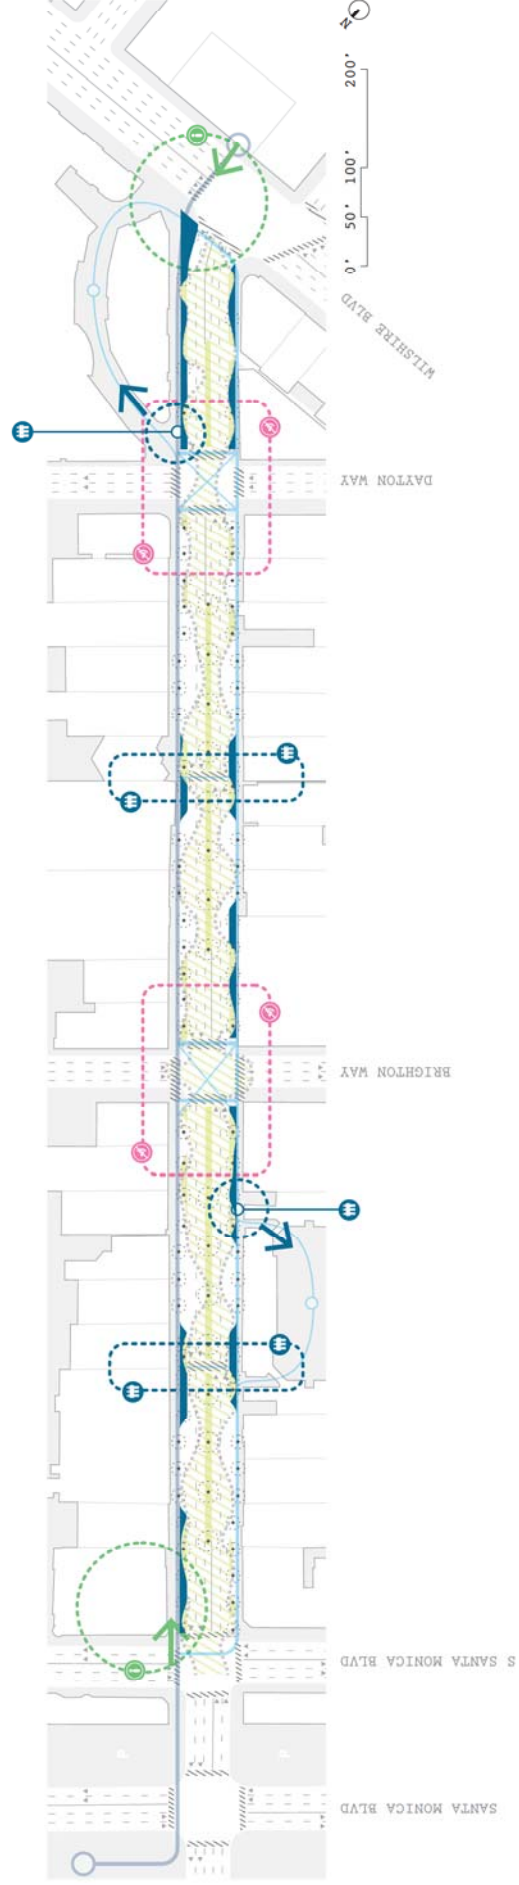 N
200'
100'
50'
0'
WILSHIRE BLVD
DAYTON WAY
BRIGHTON WAY
S SANTA MONICA BLVD
P
P
SANTA MONICA BLVD